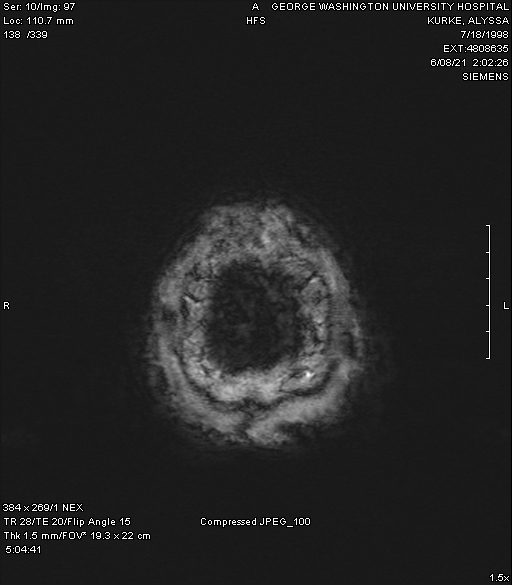 Ser: 10/Img: 97
Loc: 110.7 mm
138 /339
A GEORGE WASHINGTON UNIVERSITY HOSPITAL
HFS KURKE, ALYSSA
7/18/1998
EXT:4808635
6/08/21 2:02:26
SIEMENS
R
L
384 x 269/1 NEX
TR 28/TE 20/Flip Angle 15
Thk 1.5 mm/FOV* 19.3 x 22 cm
5:04:41
Compressed JPEG_100
1.5x